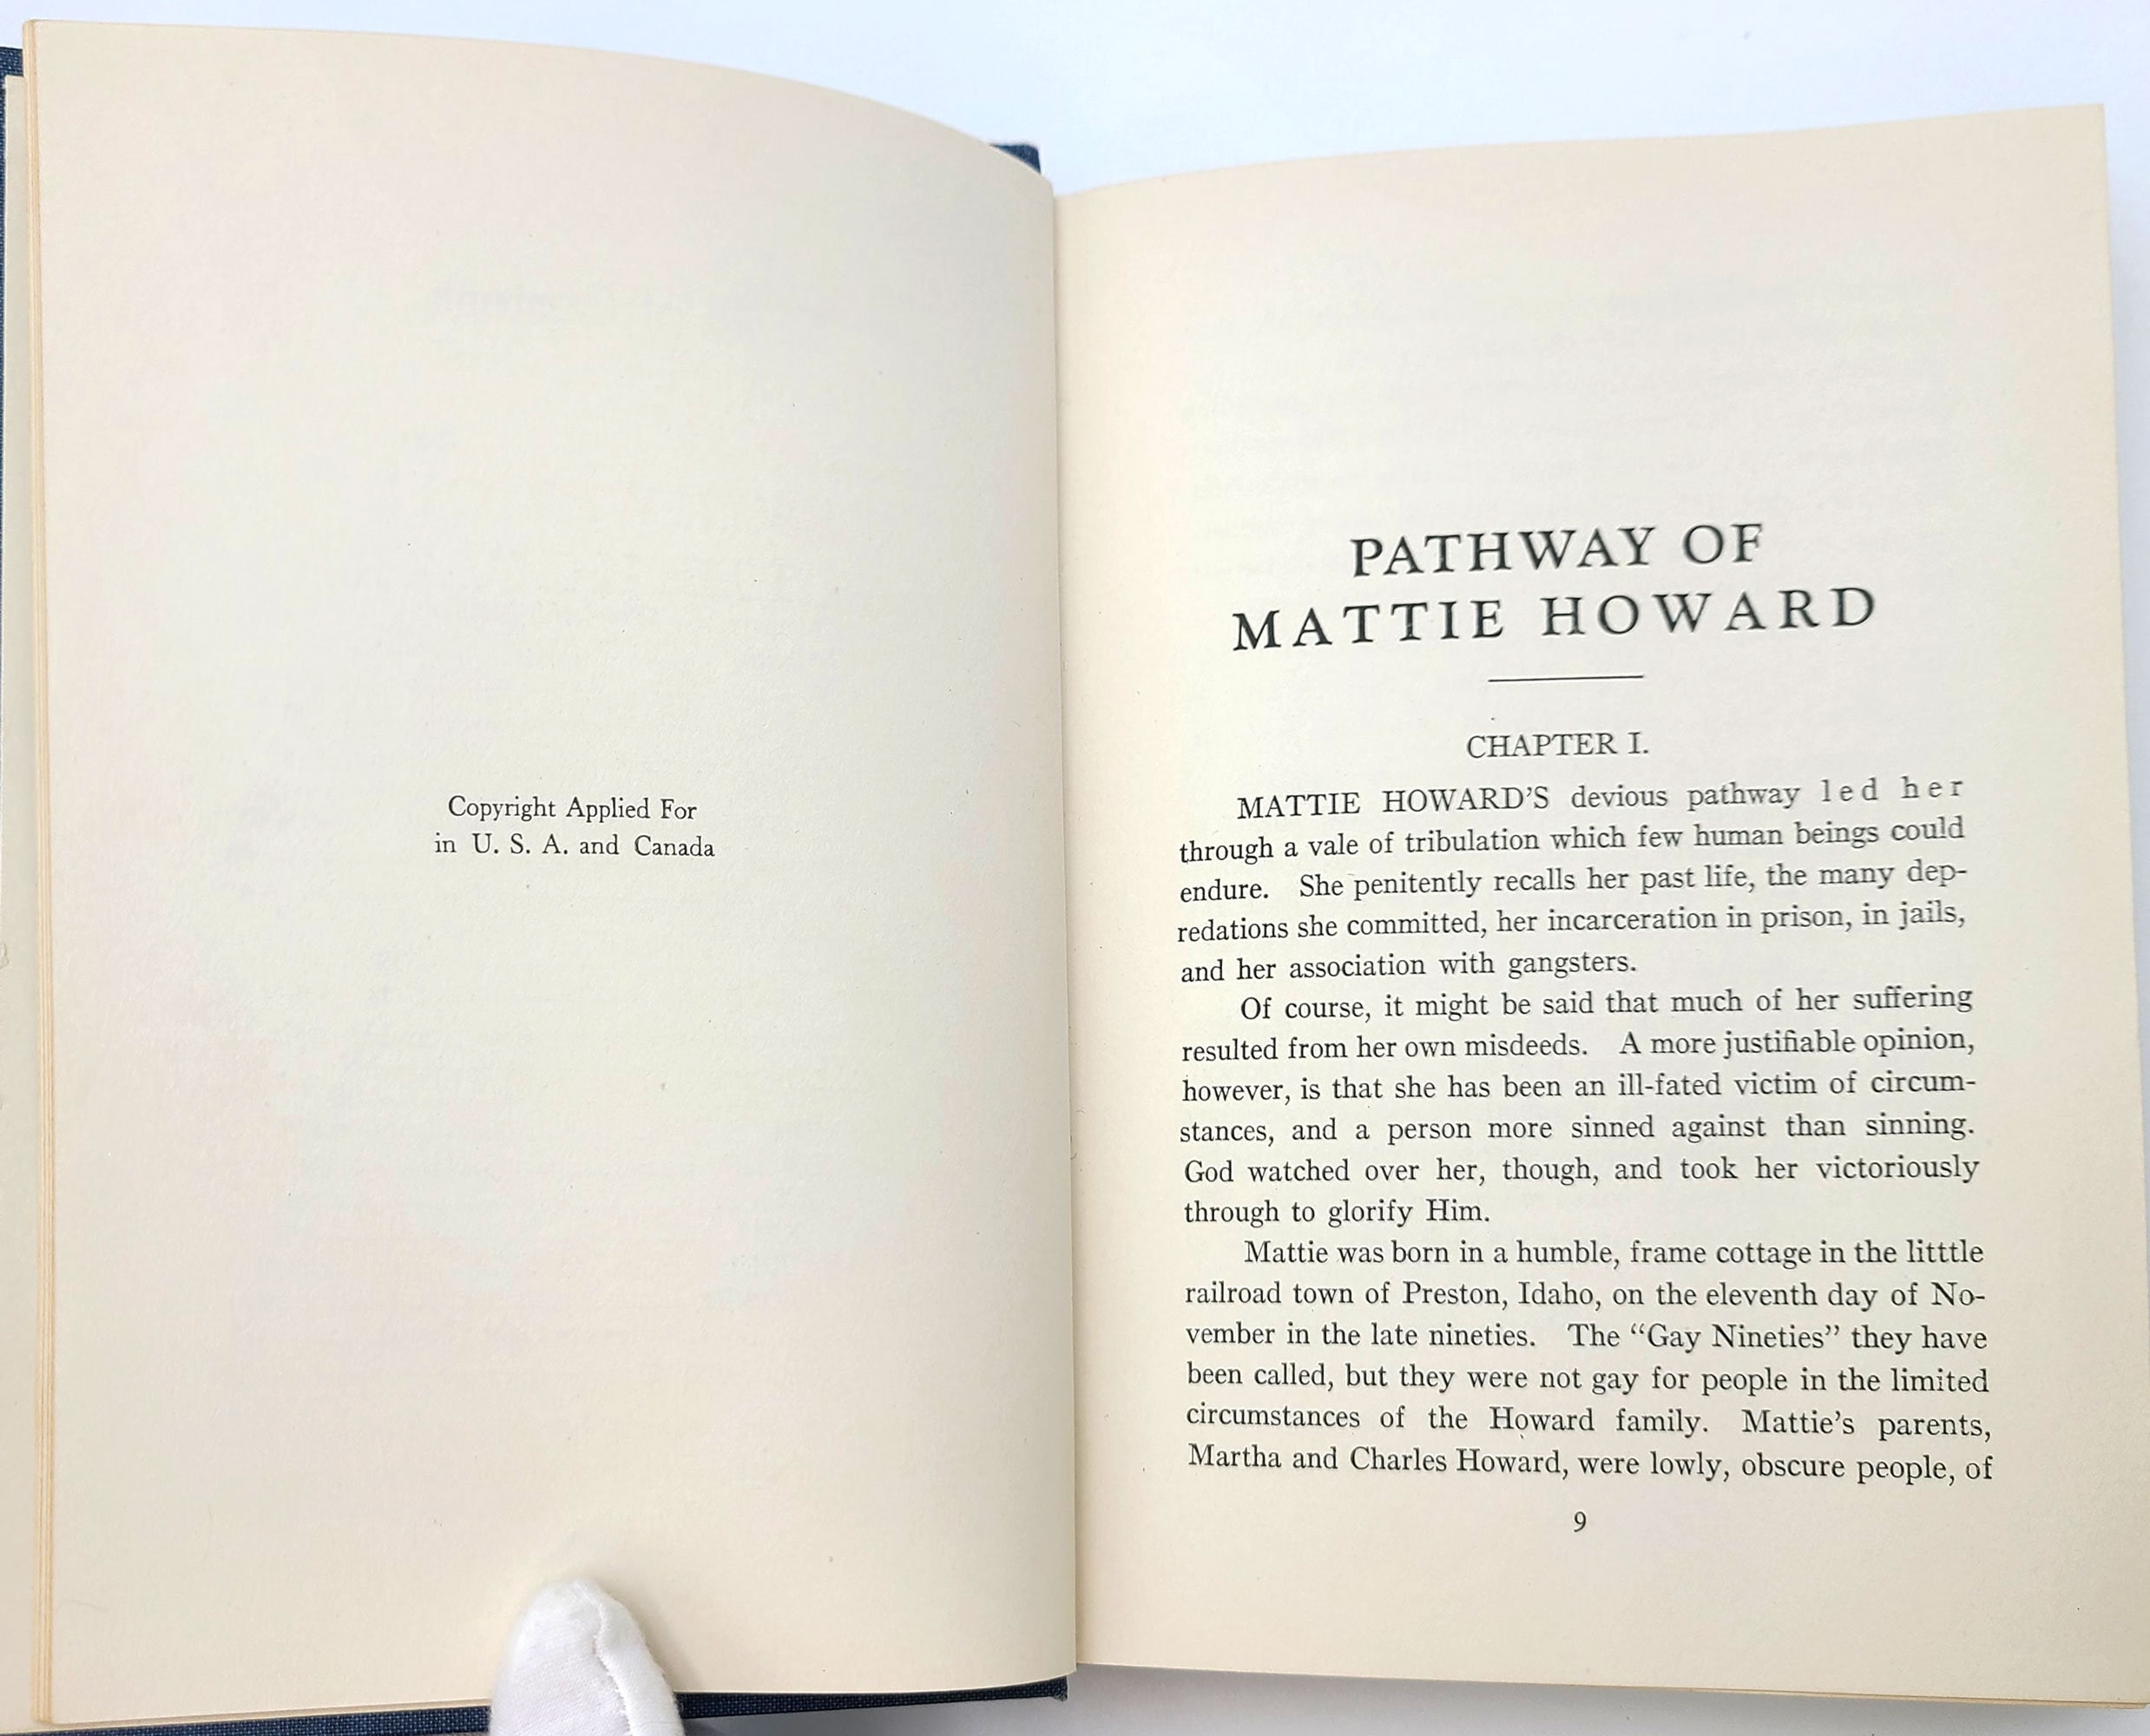 Copyright Applied For
in U. S. A. and Canada
PATHWAY OF
MATTIE HOWARD
CHAPTER I.
MATTIE HOWARD'S devious pathway led her
through a vale of tribulation which few human beings could
endure. She penitently recalls her past life, the many dep-
redations she committed, her incarceration in prison, in jails,
and her association with gangsters.
Of course, it might be said that much of her suffering
resulted from her own misdeeds. A more justifiable opinion,
however, is that she has been an ill-fated victim of circum-
stances, and a person more sinned against than sinning.
God watched over her, though, and took her victoriously
through to glorify Him.
Mattie was born in a humble, frame cottage in the litttle
railroad town of Preston, Idaho, on the eleventh day of No-
vember in the late nineties. The “Gay Nineties” they have
been called, but they were not gay for people in the limited
circumstances of the Howard family. Mattie's parents,
Martha and Charles Howard, were lowly, obscure people, of
9